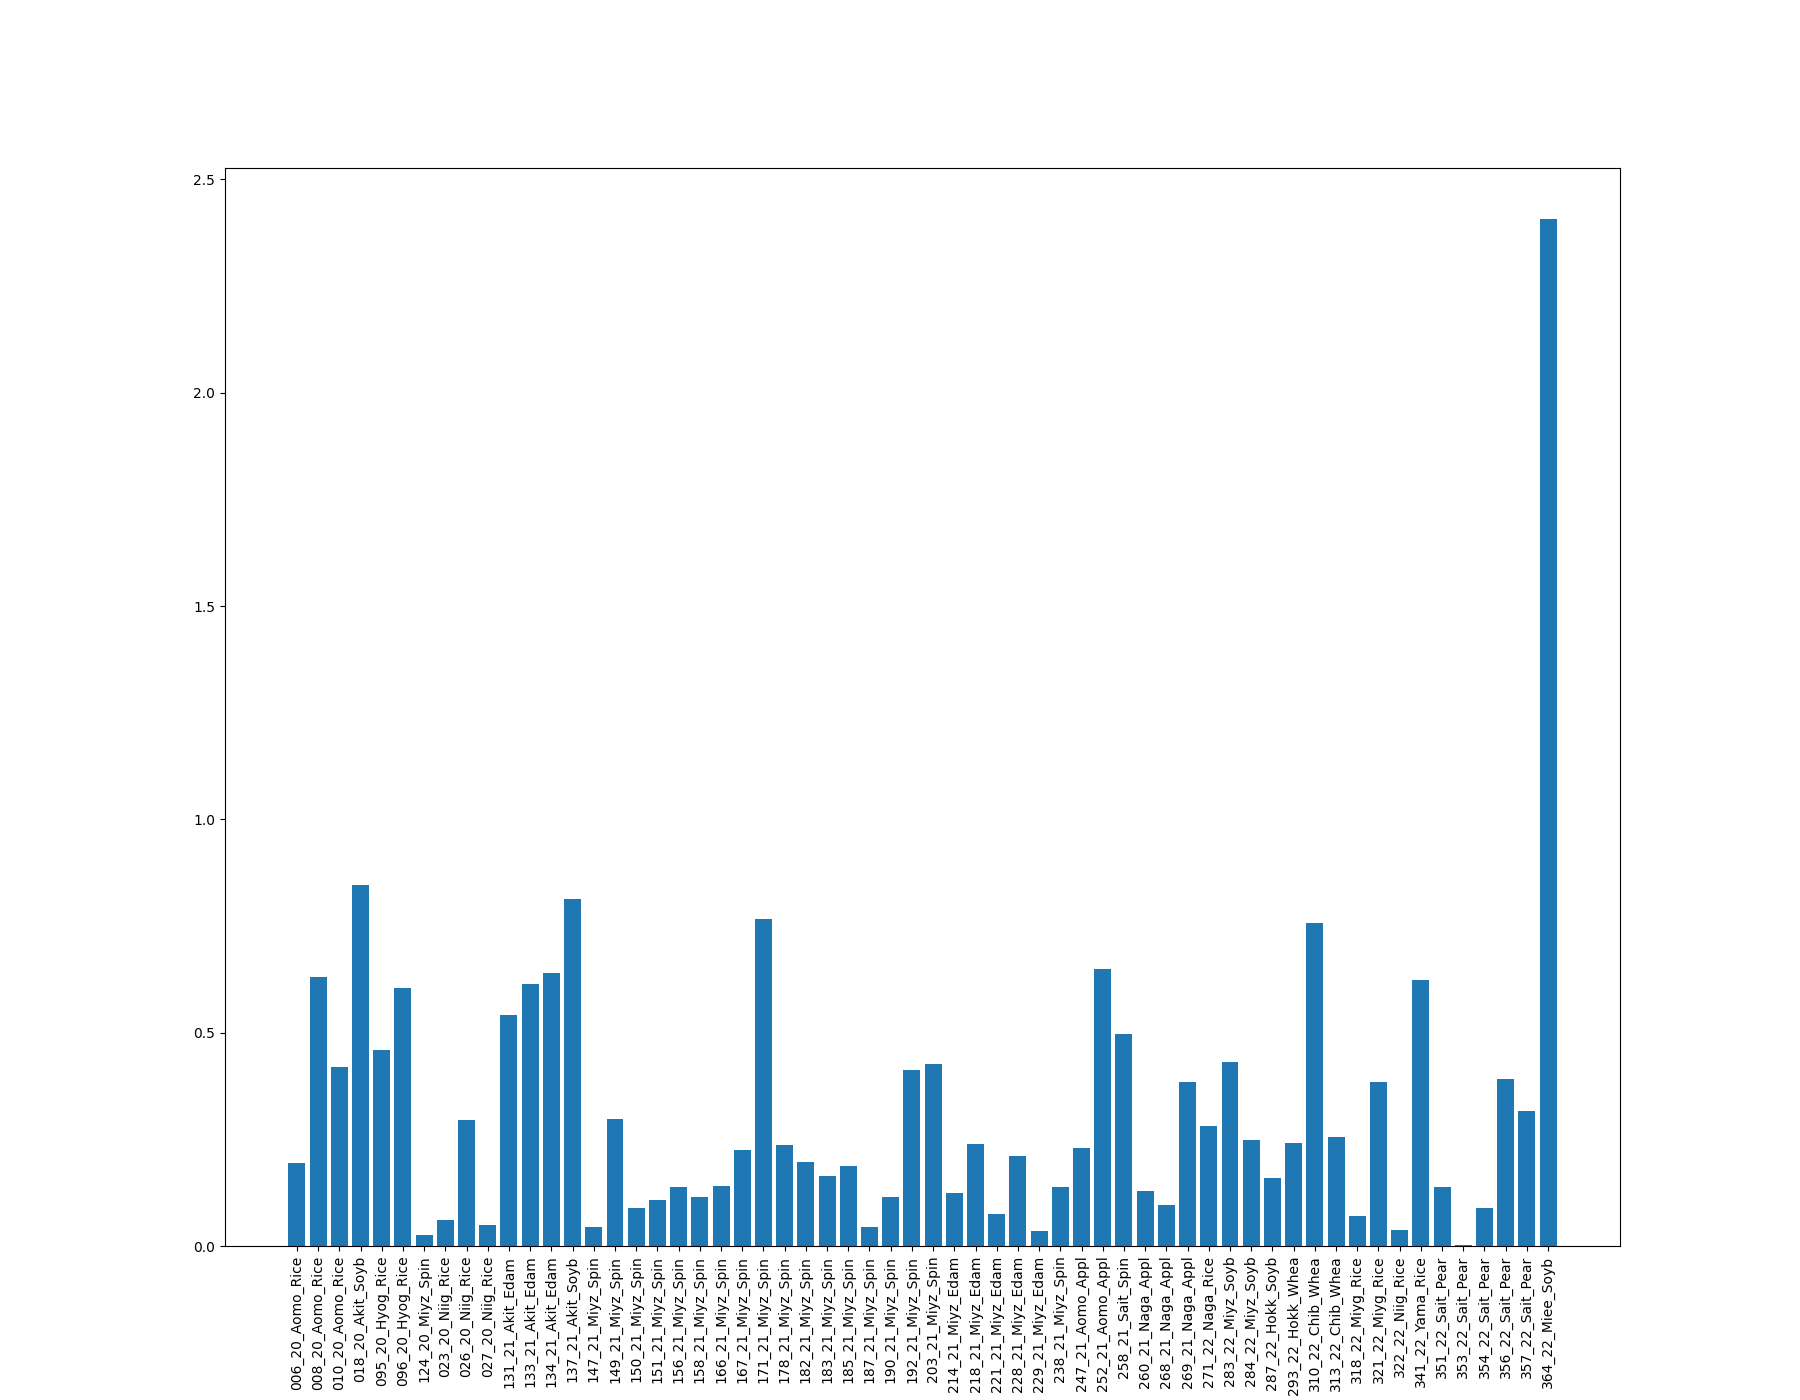 2.5
2.0
1.5
1.0
0.5
0.0
006_20_Aomo_Rice
008_20_Aomo_Rice
010_20_Aomo_Rice
018_20_Akit_Soyb
095_20_Hyog_Rice
096_20_Hyog_Rice
124_20_Miyz_Spin
023_20_Niig_Rice
026_20_Niig_Rice
027_20_Niig_Rice
131_21_Akit_Edam
133_21_Akit_Edam
134_21_Akit_Edam
137_21_Akit_Soyb
147_21_Miyz_Spin
149_21_Miyz_Spin
150_21_Miyz_Spin
151_21_Miyz_Spin
156_21_Miyz_Spin
158_21_Miyz_Spin
166_21_Miyz_Spin
167_21_Miyz_Spin
171_21_Miyz_Spin
178_21_Miyz_Spin
182_21_Miyz_Spin
183_21_Miyz_Spin
185_21_Miyz_Spin
187_21_Miyz_Spin
190_21_Miyz_Spin
192_21_Miyz_Spin
203_21_Miyz_Spin
214_21_Miyz_Edam
218_21_Miyz_Edam
221_21_Miyz_Edam
228_21_Miyz_Edam
229_21_Miyz_Edam
238_21_Miyz_Spin
247_21_Aomo_Appl
252_21_Aomo_Appl
258_21_Sait_Spin
260_21_Naga_Appl
268_21_Naga_Appl
269_21_Naga_Appl
271_22_Naga_Rice
283_22_Miyz_Soyb
284_22_Miyz_Soyb
287_22_Hokk_Soyb
293_22_Hokk_Whea
310_22_Chib_Whea
313_22_Chib_Whea
318_22_Miyg_Rice
321_22_Miyg_Rice
322_22_Niig_Rice
341_22_Yama_Rice
351_22_Sait_Pear
353_22_Sait_Pear
354_22_Sait_Pear
356_22_Sait_Pear
357_22_Sait_Pear
364_22_Miee_Soyb